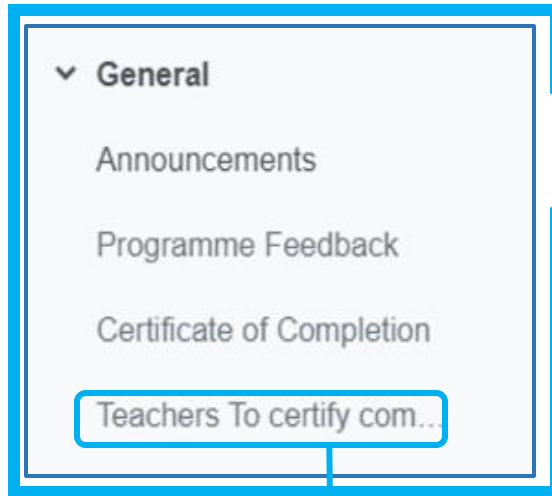 General
Announcements
Programme Feedback
Certificate of Completion
Teachers To certify com...